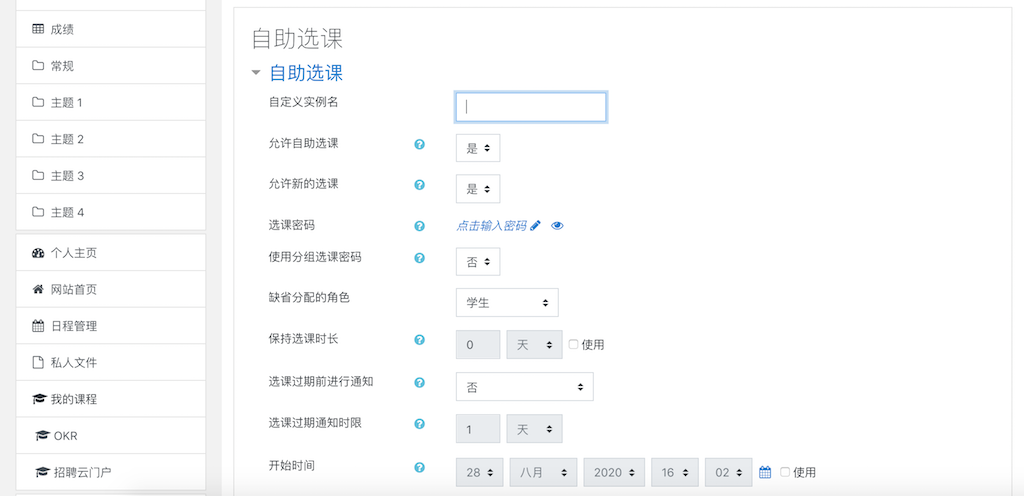 成绩
常规
主题 1
主题 2
主题 3
主题 4
个人主页
网站首页
日程管理
私人文件
我的课程
OKR
招聘云门户
自助选课
自助选课
自定义实例名
允许自助选课 是
允许新的选课 是
选课密码 点击输入密码
使用分组选课密码 否
缺省分配的角色 学生
保持选课时长 0 天 使用
选课过期前进行通知 否
选课过期通知时限 1 天
开始时间 28 八月 2020 16 02 使用